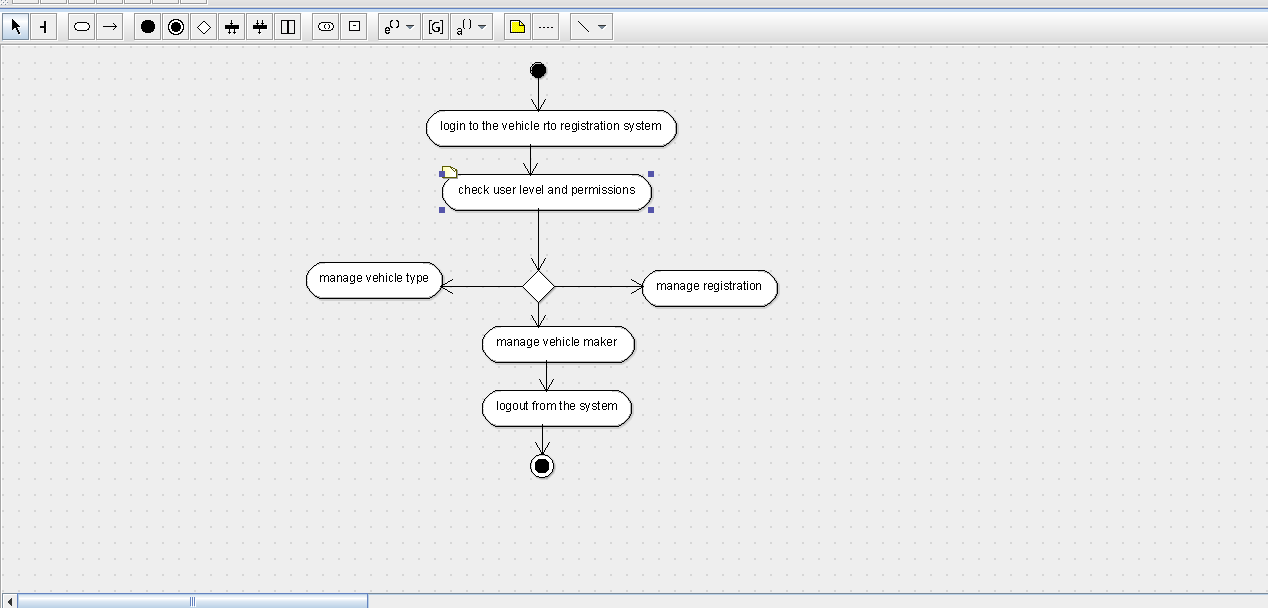 e()
[G]
a()
login to the vehicle rto registration system
check user level and permissions
manage vehicle type
manage registration
manage vehicle maker
logout from the system